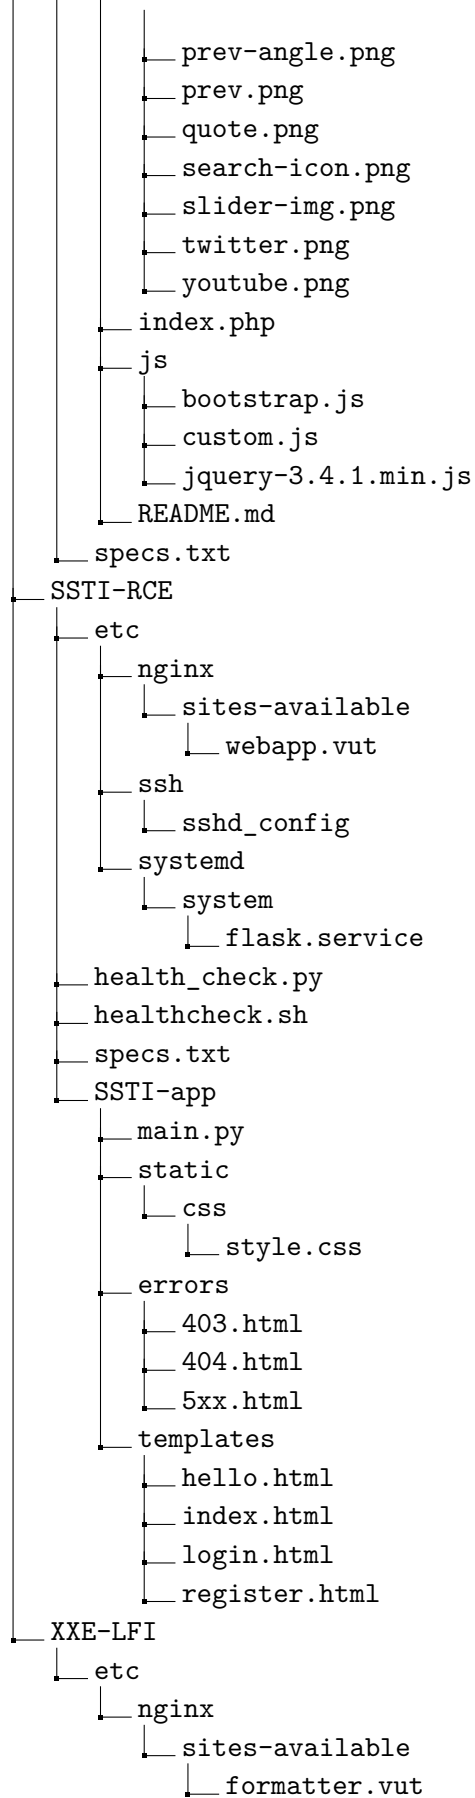 prev-angle.png
prev.png
quote.png
search-icon.png
slider-img.png
twitter.png
youtube.png
index.php
js
bootstrap.js
custom.js
jquery-3.4.1.min.js
README.md
specs.txt
SSTI-RCE
etc
nginx
sites-available
webapp.vut
ssh
sshd_config
systemd
system
flask.service
health_check.py
healthcheck.sh
specs.txt
SSTI-app
main.py
static
css
style.css
errors
403.html
404.html
5xx.html
templates
hello.html
index.html
login.html
register.html
XXE-LFI
etc
nginx
sites-available
formatter.vut